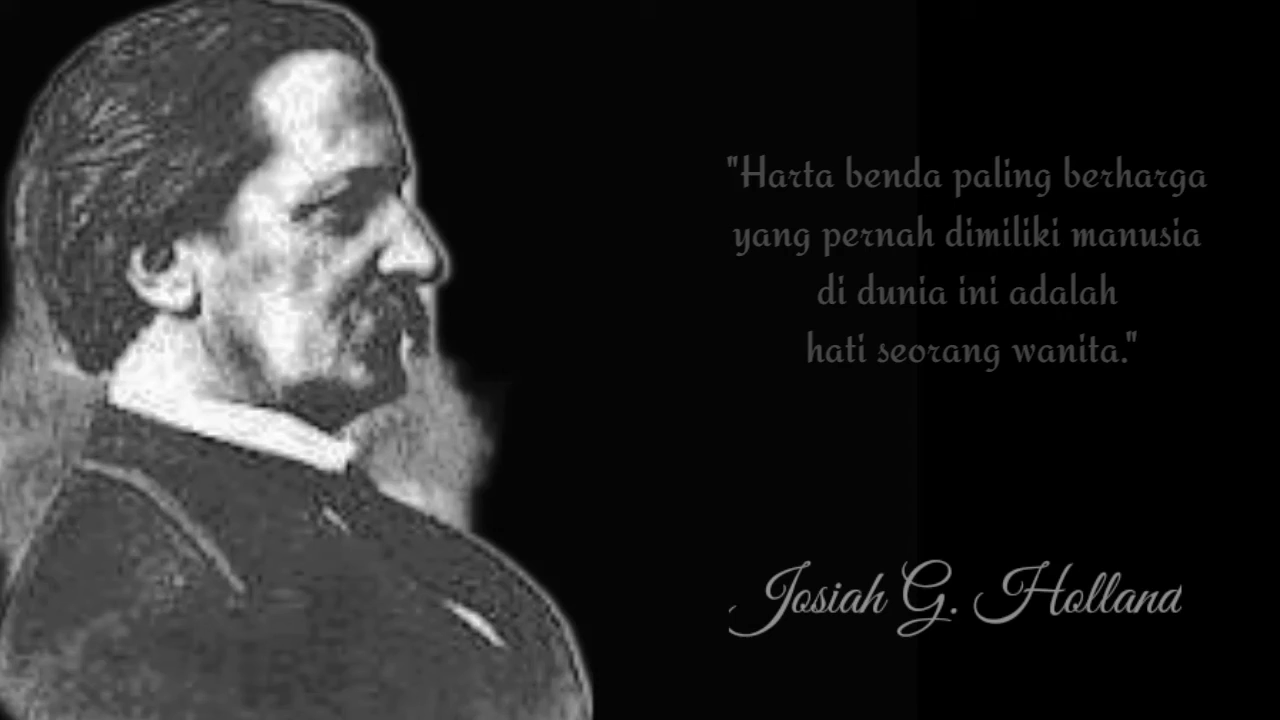 "Harta benda paling berharga
yang pernah dimiliki manusia
di dunia ini adalah
hati seorang wanita."
Josiah G. Holland